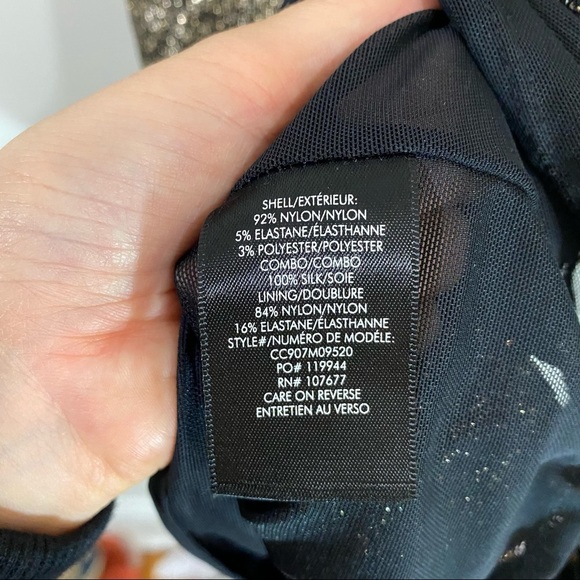 SHELL/EXTÉRIEUR:
92% NYLON/NYLON
5% ELASTANE/ÉLASTHANNE
3% POLYESTER/POLYESTER
COMBO/COMBO
100% SILK/SOIE
LINING/DOUBLURE
84% NYLON/NYLON
16% ELASTANE/ÉLASTHANNE
STYLE#/NUMÉRO DE MODÈLE:
CC907M09520
PO# 119944
RN# 107677
CARE ON REVERSE
ENTRETIEN AU VERSO